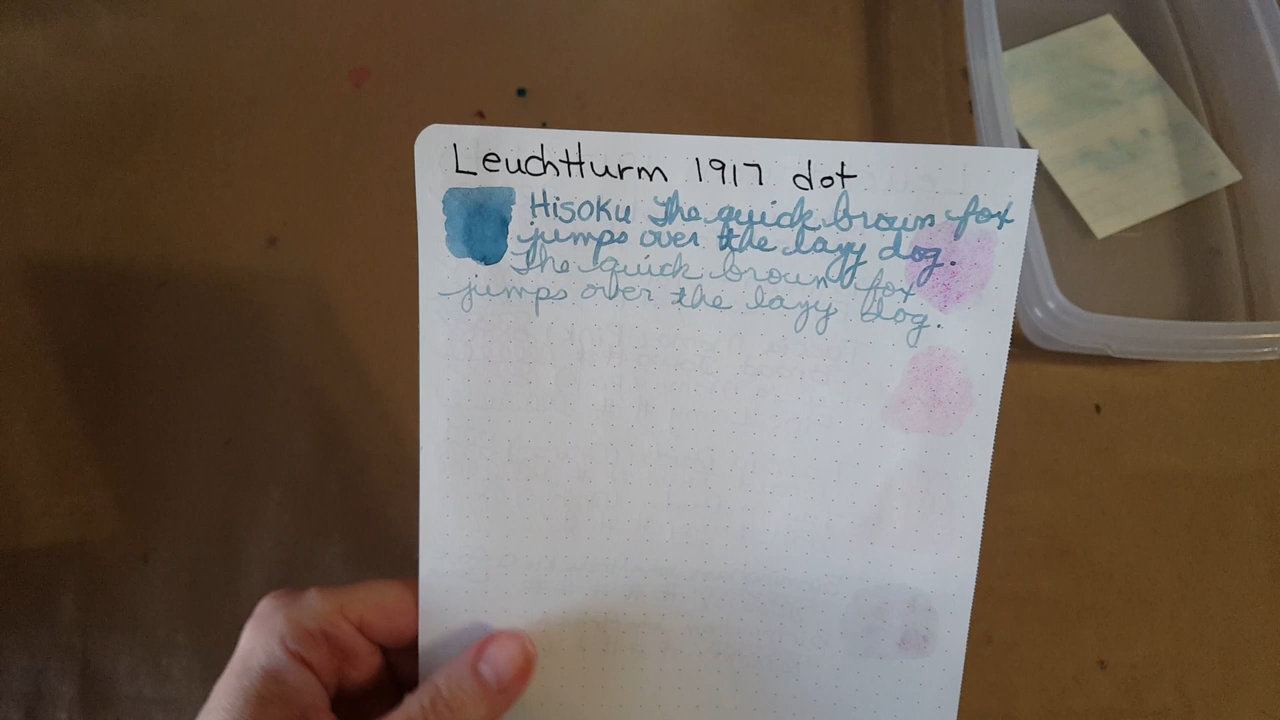 Leuchtturm 1917 dot
Hisoku The quick brown fox
jumps over the lazy dog.
The quick brown fox
jumps over the lazy dog.